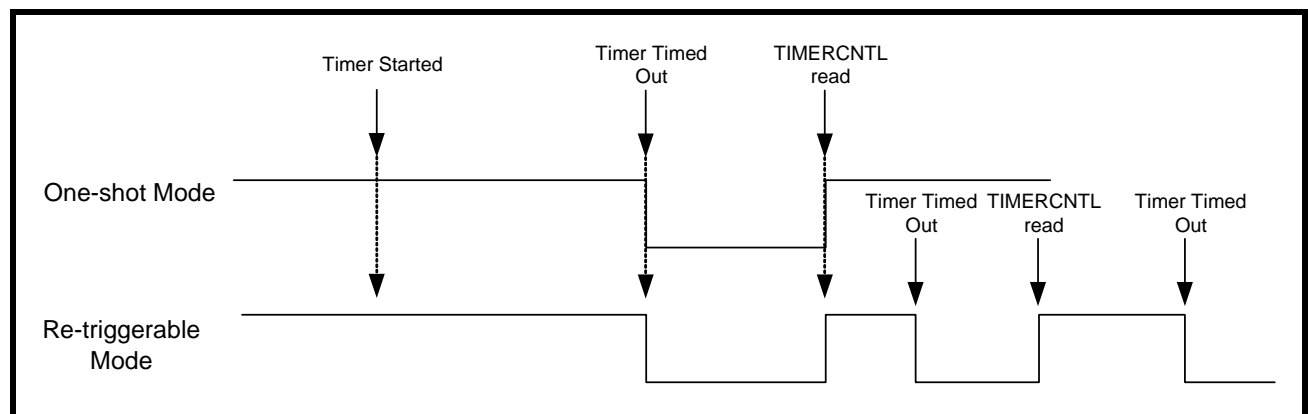 Timer Started
Timer Timed
Out
TIMERCNTL
read
One-shot Mode
Timer Timed
Out
TIMERCNTL
read
Timer Timed
Out
Re-triggerable
Mode